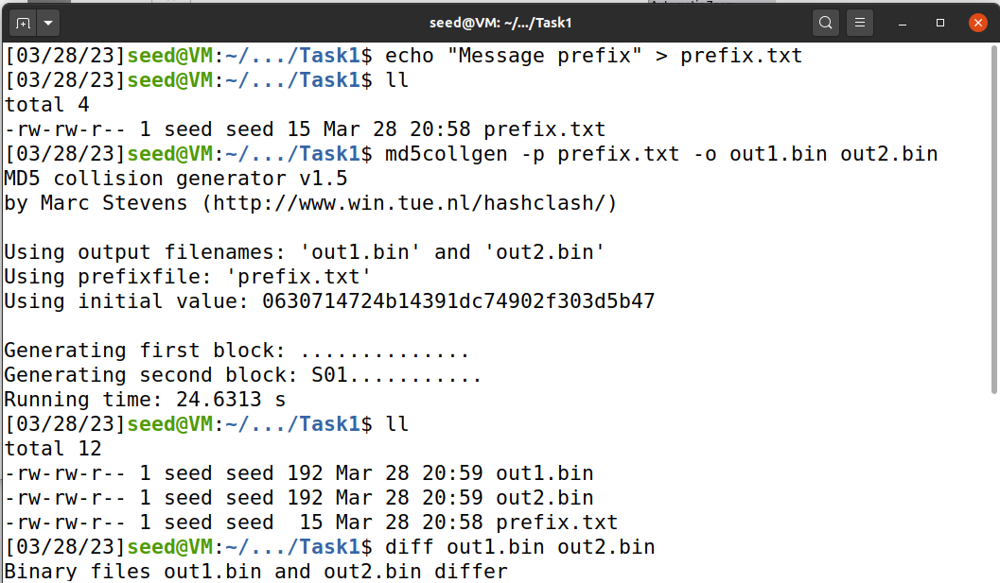 seed@VM: ~/.../Task1
[03/28/23]seed@VM:~/.../Task1$ echo "Message prefix" > prefix.txt
[03/28/23]seed@VM:~/.../Task1$ ll
total 4
-rw-rw-r-- 1 seed seed 15 Mar 28 20:58 prefix.txt
[03/28/23]seed@VM:~/.../Task1$ md5collgen -p prefix.txt -o out1.bin out2.bin
MD5 collision generator v1.5
by Marc Stevens (http://www.win.tue.nl/hashclash/)

Using output filenames: 'out1.bin' and 'out2.bin'
Using prefixfile: 'prefix.txt'
Using initial value: 0630714724b14391dc74902f303d5b47

Generating first block: ..............
Generating second block: S01...........
Running time: 24.6313 s
[03/28/23]seed@VM:~/.../Task1$ ll
total 12
-rw-rw-r-- 1 seed seed 192 Mar 28 20:59 out1.bin
-rw-rw-r-- 1 seed seed 192 Mar 28 20:59 out2.bin
-rw-rw-r-- 1 seed seed  15 Mar 28 20:58 prefix.txt
[03/28/23]seed@VM:~/.../Task1$ diff out1.bin out2.bin
Binary files out1.bin and out2.bin differ